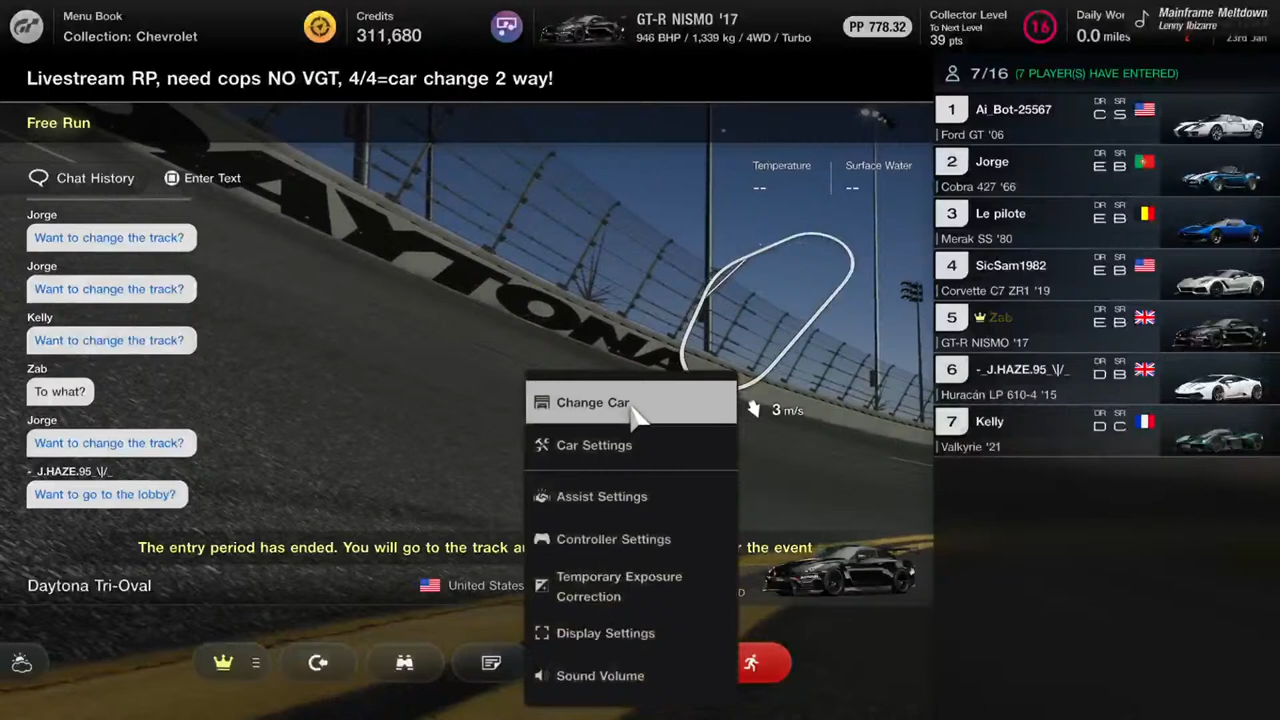 Menu Book
Collection: Chevrolet
Credits
311,680
GT-R NISMO '17
946 BHP / 1,339 kg / 4WD / Turbo
PP 778.32
Collector Level
To Next Level
39 pts
16
Daily Wor
0.0 miles
Mainframe Meltdown
Lenny Ibizarre
23rd Jan
Livestream RP, need cops NO VGT, 4/4=car change 2 way!
7/16 (7 PLAYER(S) HAVE ENTERED)
Free Run
Chat History
Enter Text
Temperature
--
Surface Water
--
DAYTONA
Jorge
Want to change the track?
Jorge
Want to change the track?
Kelly
Want to change the track?
Zab
To what?
Jorge
Want to change the track?
-_J.HAZE.95_\|/_
Want to go to the lobby?
3 m/s
Change Car
Car Settings
Assist Settings
Controller Settings
Temporary Exposure
Correction
Display Settings
Sound Volume
The entry period has ended. You will go to the track au
r the event
Daytona Tri-Oval
United States
D
1 Ai_Bot-25567 DR C SR S
Ford GT '06
2 Jorge DR E SR B
Cobra 427 '66
3 Le pilote DR E SR B
Merak SS '80
4 SicSam1982 DR E SR B
Corvette C7 ZR1 '19
5 Zab DR E SR B
GT-R NISMO '17
6 -_J.HAZE.95_\|/_ DR D SR B
Huracán LP 610-4 '15
7 Kelly DR D SR C
Valkyrie '21